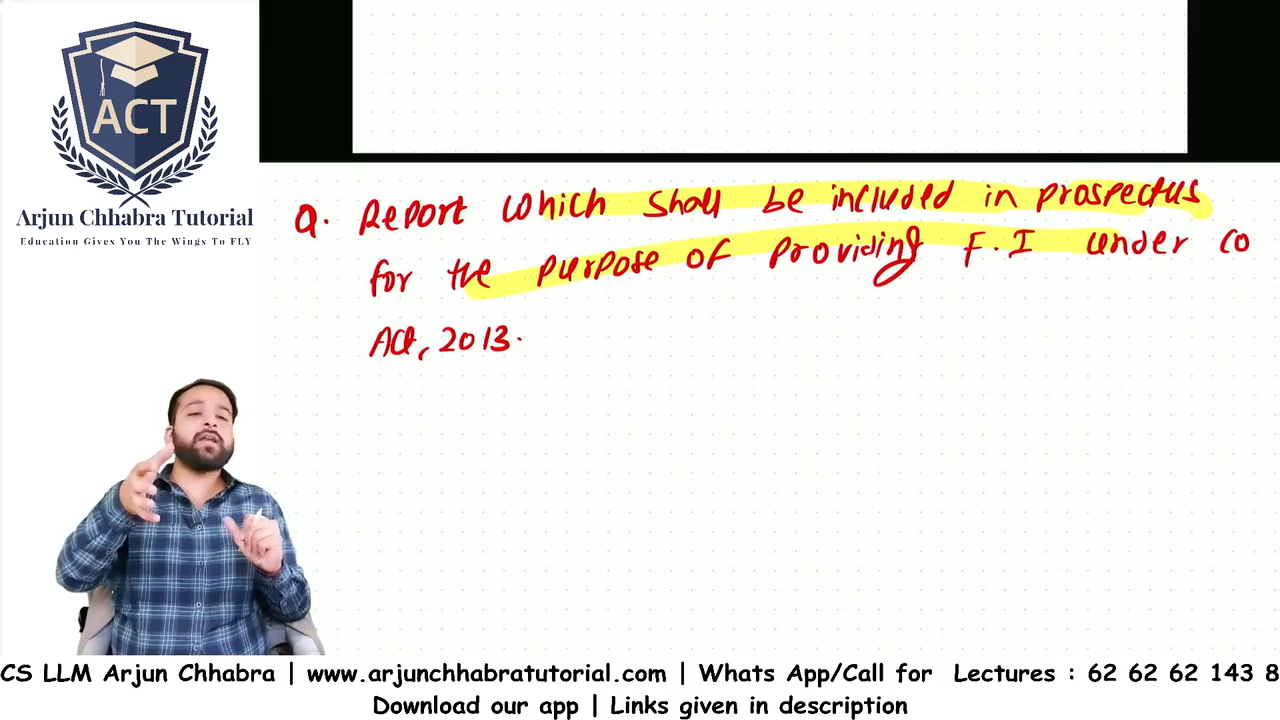 ACT
Arjun Chhabra Tutorial
Education Gives You The Wings To FLY
Q. Report which shall be included in prospectus
for the purpose of providing F.I under co
Act, 2013.
CS LLM Arjun Chhabra | www.arjunchhabratutorial.com | Whats App/Call for Lectures : 62 62 62 143 8
Download our app | Links given in description